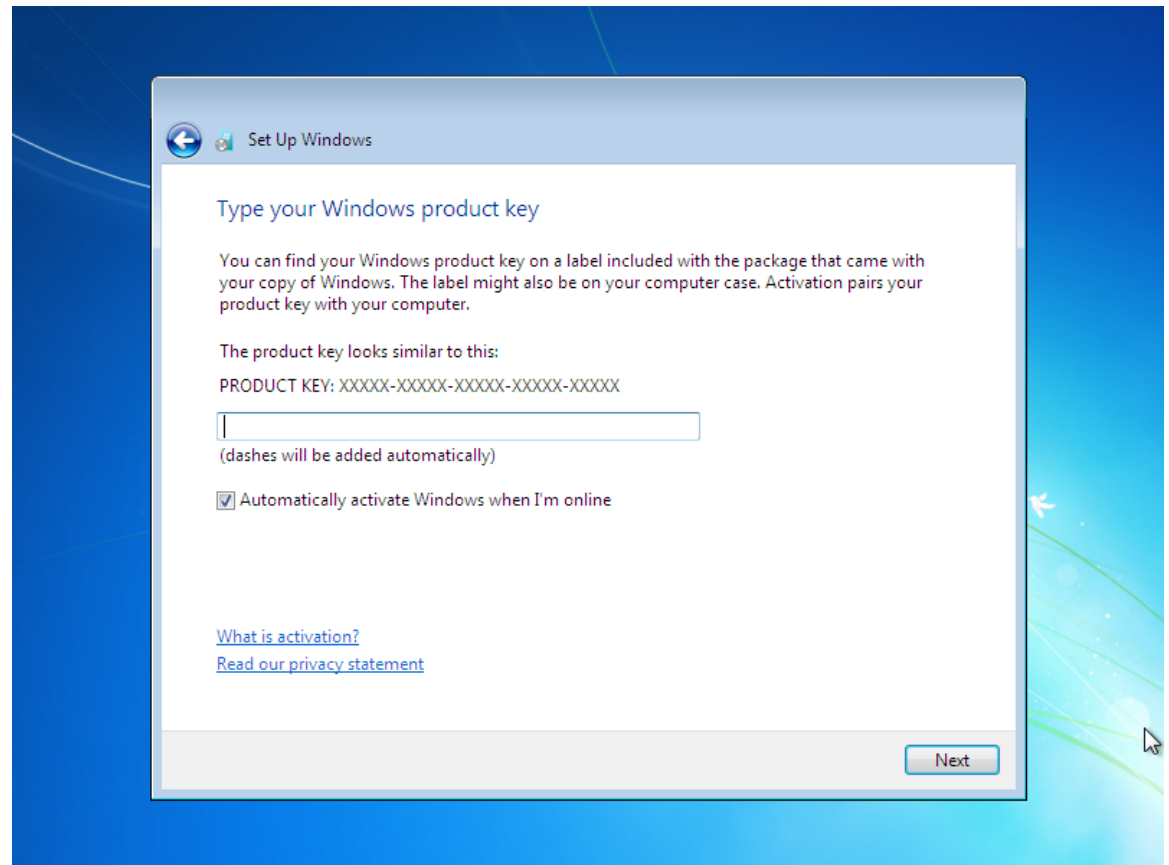 Set Up Windows
Type your Windows product key
You can find your Windows product key on a label included with the package that came with
your copy of Windows. The label might also be on your computer case. Activation pairs your
product key with your computer.
The product key looks similar to this:
PRODUCT KEY: XXXXX-XXXXX-XXXXX-XXXXX-XXXXX
(dashes will be added automatically)
Automatically activate Windows when I'm online
What is activation?
Read our privacy statement
Next